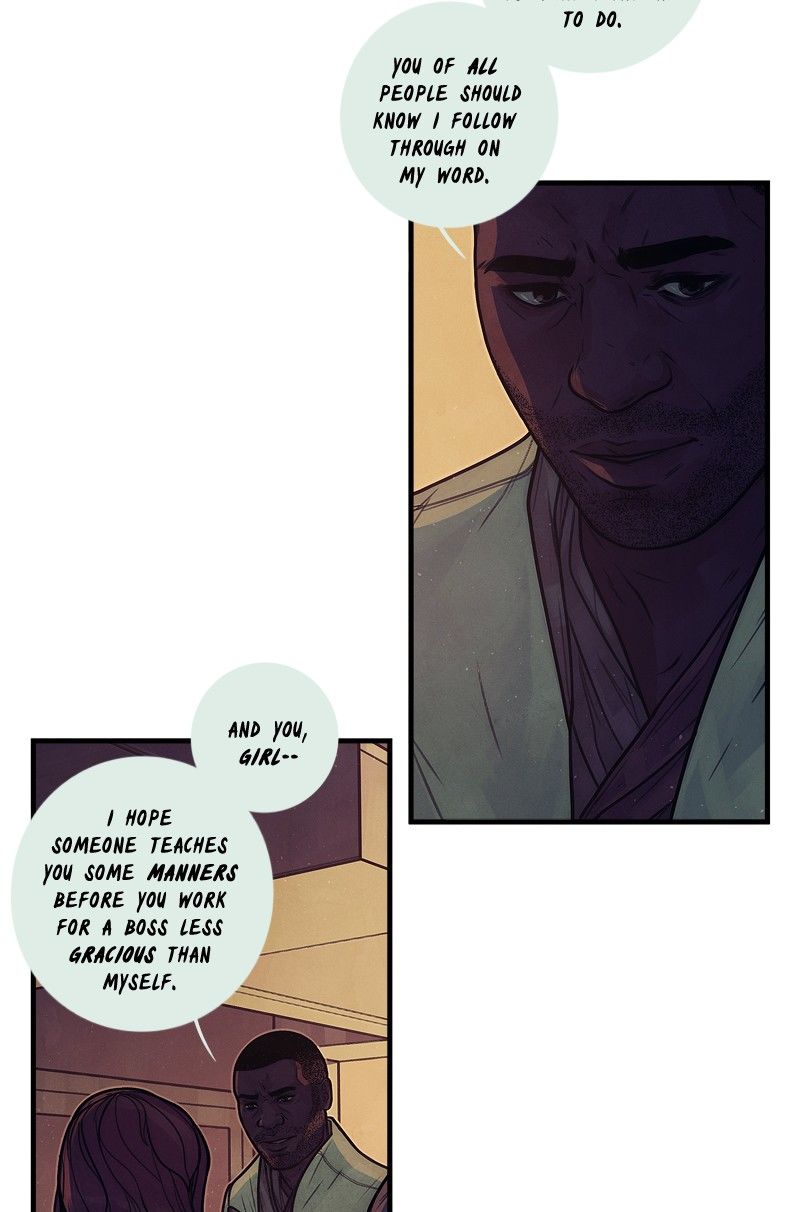 TO DO.
YOU OF ALL
PEOPLE SHOULD
KNOW I FOLLOW
THROUGH ON
MY WORD.
AND YOU,
GIRL--
I HOPE
SOMEONE TEACHES
YOU SOME MANNERS
BEFORE YOU WORK
FOR A BOSS LESS
GRACIOUS THAN
MYSELF.